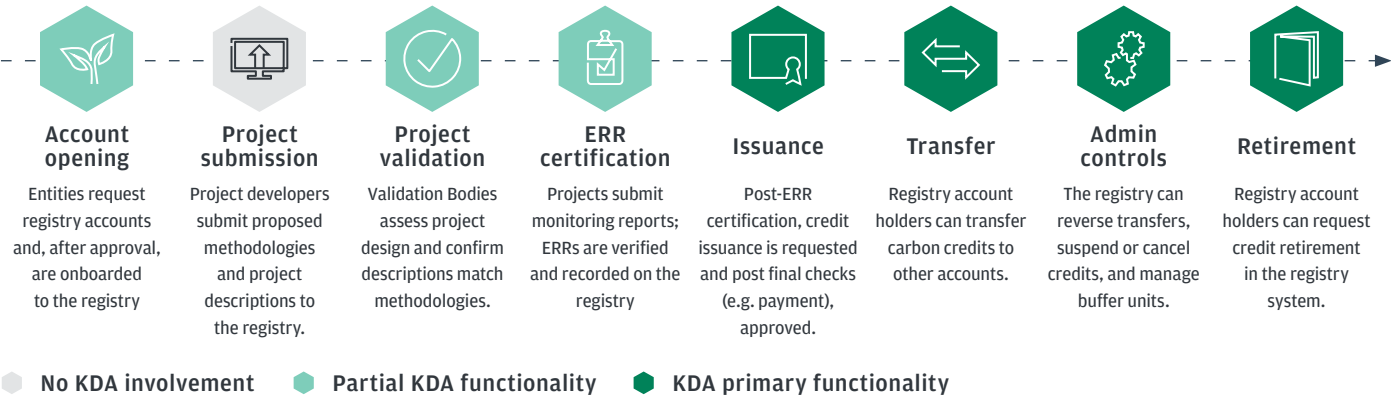 Account
opening
Entities request
registry accounts
and, after approval,
are onboarded
to the registry
Project
submission
Project developers
submit proposed
methodologies
and project
descriptions to
the registry.
Project
validation
Validation Bodies
assess project
design and confirm
descriptions match
methodologies.
ERR
certification
Projects submit
monitoring reports;
ERRs are verified
and recorded on the
registry
Issuance
Post-ERR
certification, credit
issuance is requested
and post final checks
(e.g. payment),
approved.
Transfer
Registry account
holders can transfer
carbon credits to
other accounts.
Admin
controls
The registry can
reverse transfers,
suspend or cancel
credits, and manage
buffer units.
Retirement
Registry account
holders can request
credit retirement
in the registry
system.
No KDA involvement
Partial KDA functionality
KDA primary functionality